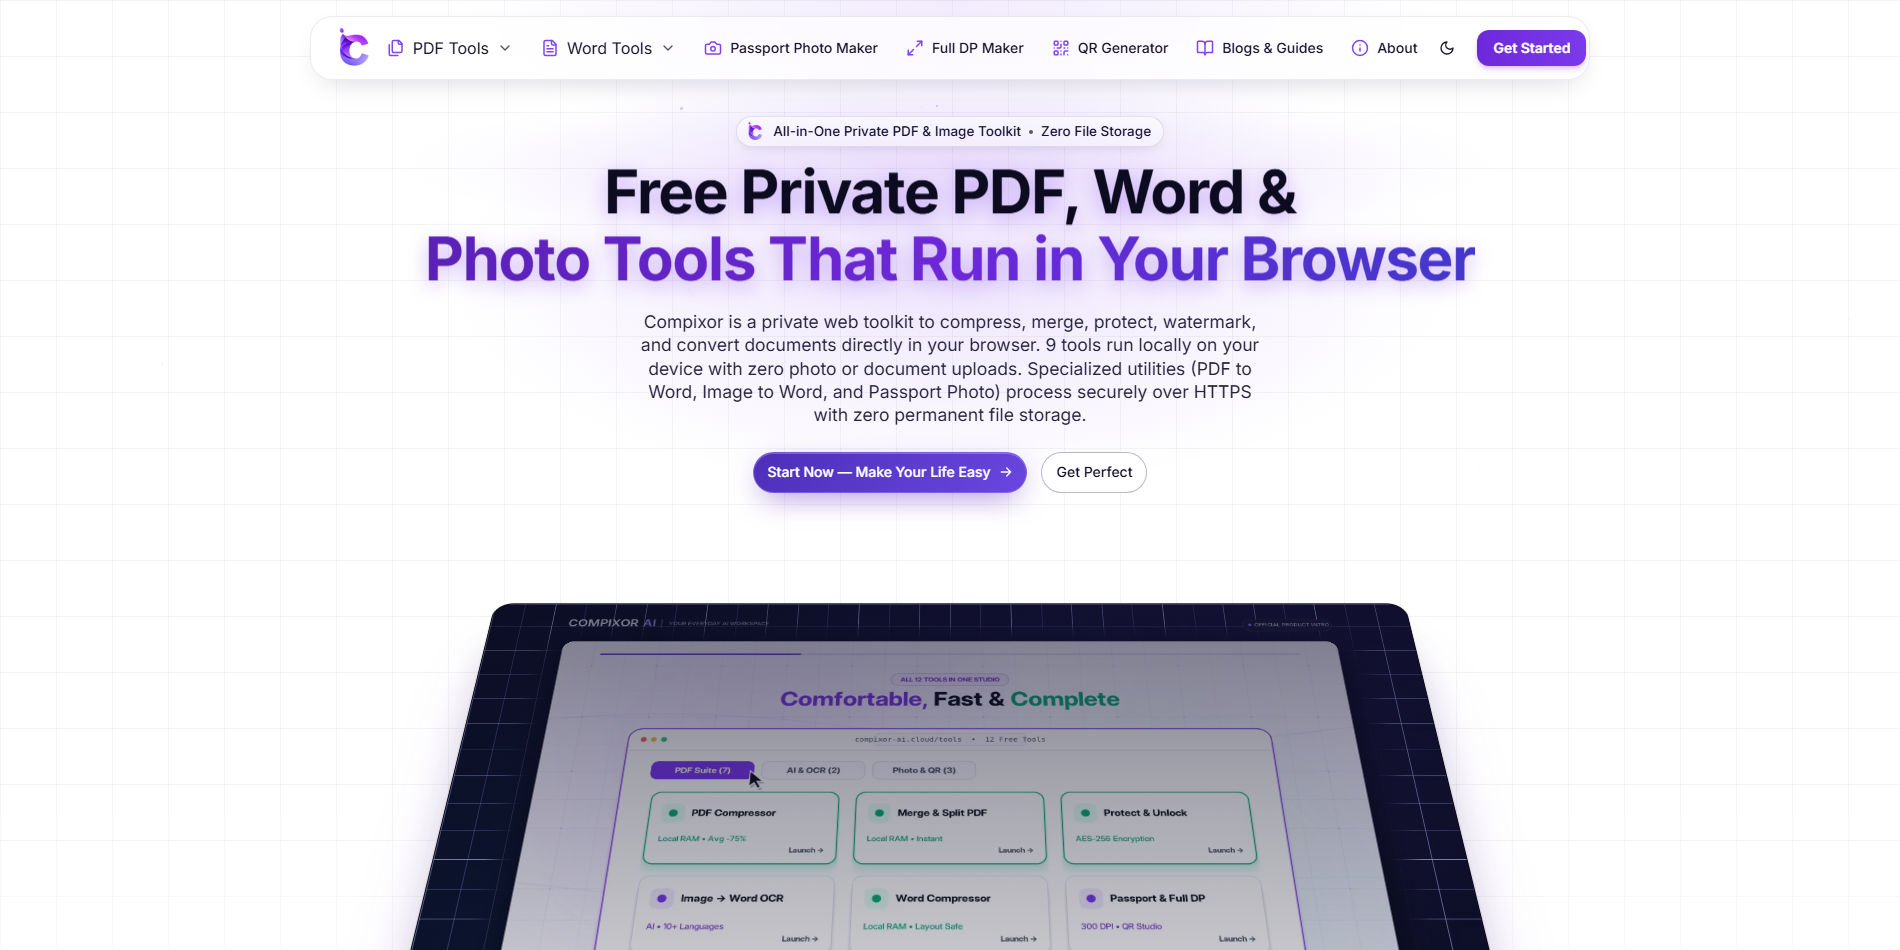 PDF Tools
Word Tools
Passport Photo Maker
Full DP Maker
QR Generator
Blogs & Guides
About
Get Started
All-in-One Private PDF & Image Toolkit • Zero File Storage
Free Private PDF, Word &
Photo Tools That Run in Your Browser
Compixor is a private web toolkit to compress, merge, protect, watermark,
and convert documents directly in your browser. 9 tools run locally on your
device with zero photo or document uploads. Specialized utilities (PDF to
Word, Image to Word, and Passport Photo) process securely over HTTPS
with zero permanent file storage.
Start Now — Make Your Life Easy →
Get Perfect
COMPIXOR AI | YOUR EVERYDAY AI WORKSPACE
• OFFICIAL PRODUCT INTRO
ALL 12 TOOLS IN ONE STUDIO
Comfortable, Fast & Complete
compixor-ai.cloud/tools • 12 Free Tools
PDF Suite (7)
AI & OCR (2)
Photo & QR (3)
PDF Compressor
Local RAM • Avg -75%
Launch →
Merge & Split PDF
Local RAM • Instant
Launch →
Protect & Unlock
AES-256 Encryption
Launch →
Image → Word OCR
AI • 10+ Languages
Launch →
Word Compressor
Local RAM • Layout Safe
Launch →
Passport & Full DP
300 DPI • QR Studio
Launch →